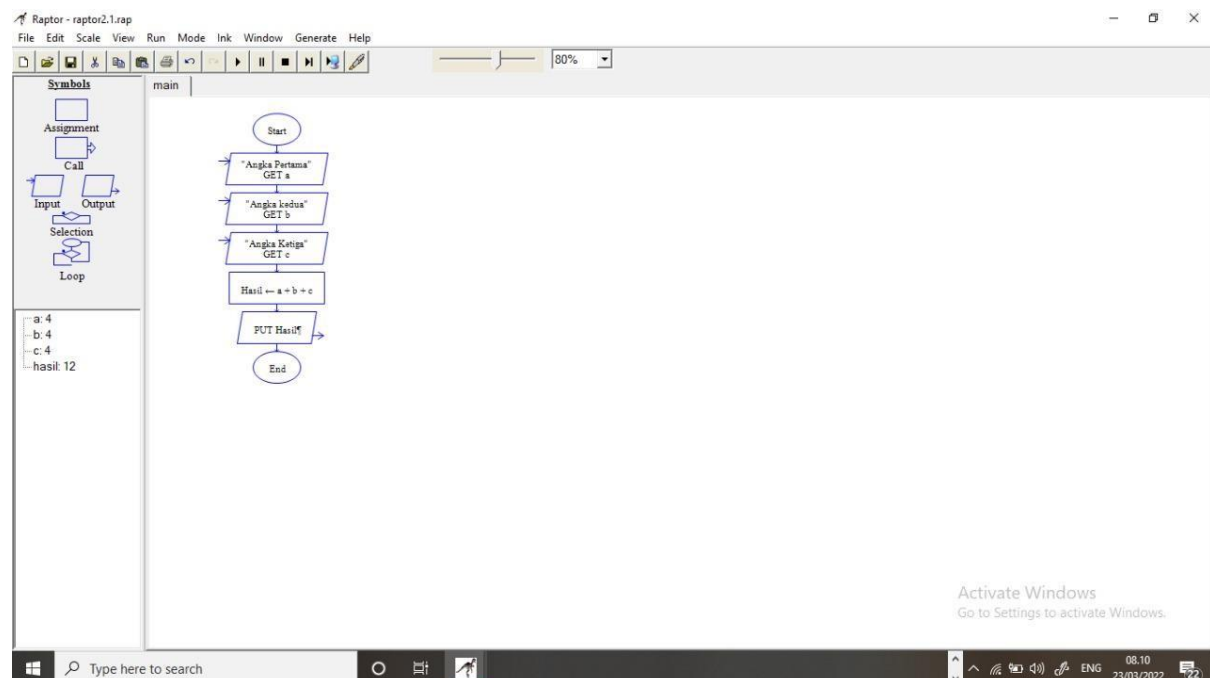 Raptor - raptor2.1.rap
File Edit Scale View Run Mode Ink Window Generate Help
80%
Symbols
main
Assignment
Call
Input Output
Selection
Loop
Start
"Angka Pertama"
GET a
"Angka kedua"
GET b
"Angka Ketiga"
GET c
Hasil ← a + b + c
PUT Hasil¶
End
a: 4
b: 4
c: 4
hasil: 12
Activate Windows
Go to Settings to activate Windows.
Type here to search
ENG
08.10
23/03/2022
22